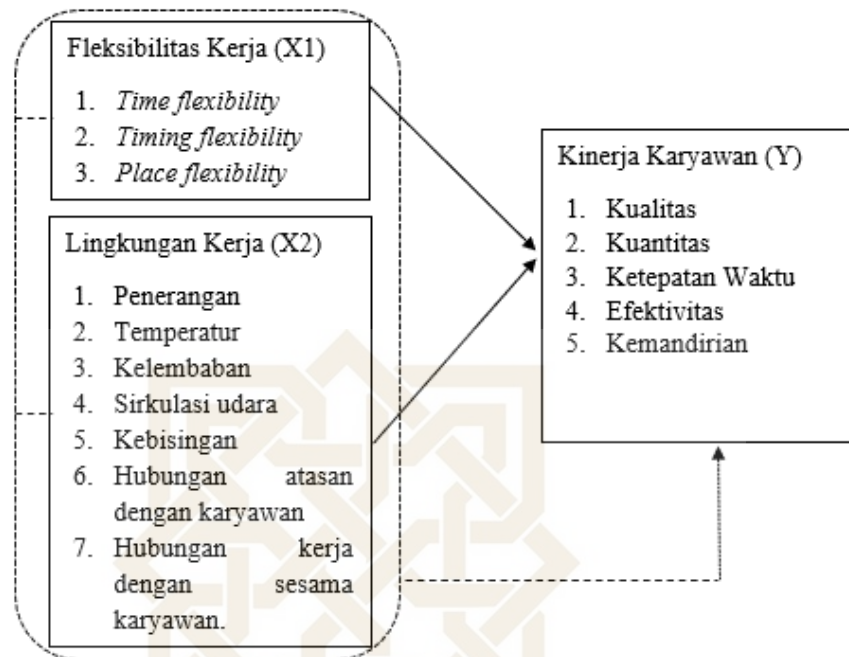 Fleksibilitas Kerja (X1)
1. Time flexibility
2. Timing flexibility
3. Place flexibility
Lingkungan Kerja (X2)
1. Penerangan
2. Temperatur
3. Kelembaban
4. Sirkulasi udara
5. Kebisingan
6. Hubungan atasan
dengan karyawan
7. Hubungan kerja
dengan sesama
karyawan.
Kinerja Karyawan (Y)
1. Kualitas
2. Kuantitas
3. Ketepatan Waktu
4. Efektivitas
5. Kemandirian